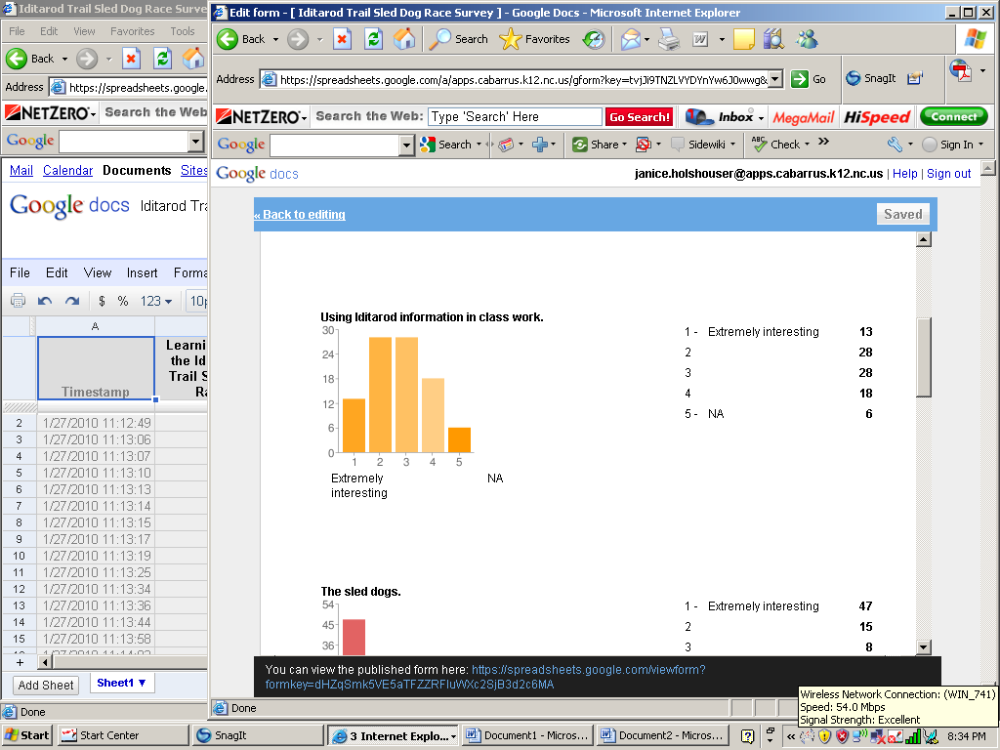 Iditarod Trail Sled Dog Race Surve
File Edit View Favorites Tools
Back
Address https://spreadsheets.google.
NETZERO Search the Web
Google
Mail Calendar Documents Sites
Google docs Iditarod Tra
File Edit View Insert Forma
$ % 123 10p
A
Timestamp
Learni
the Id
Trail S
Ra
2 1/27/2010 11:12:49
3 1/27/2010 11:13:06
4 1/27/2010 11:13:07
5 1/27/2010 11:13:10
6 1/27/2010 11:13:13
7 1/27/2010 11:13:14
8 1/27/2010 11:13:15
9 1/27/2010 11:13:17
10 1/27/2010 11:13:19
11 1/27/2010 11:13:25
12 1/27/2010 11:13:34
13 1/27/2010 11:13:36
14 1/27/2010 11:13:44
15 1/27/2010 11:13:58
+
Add Sheet Sheet1 ▼
Done
Edit form - [ Iditarod Trail Sled Dog Race Survey ] - Google Docs - Microsoft Internet Explorer
Back Search Favorites
Address https://spreadsheets.google.com/a/apps.cabarrus.k12.nc.us/gform?key=tvjJi9TNZLVYDYnYw6J0wwg& Go SnagIt
NETZERO Search the Web: Type 'Search' Here Go Search! Inbox MegaMail HiSpeed Connect
Google Search Share Sidewiki Check » Sign In
Google docs janice.holshouser@apps.cabarrus.k12.nc.us | Help | Sign out
« Back to editing Saved
Using Iditarod information in class work.
30
24
18
12
6
0
1 2 3 4 5
Extremely NA
interesting
1 - Extremely interesting 13
2 28
3 28
4 18
5 - NA 6
The sled dogs.
54
45
36
1 - Extremely interesting 47
2 15
3 8
You can view the published form here: https://spreadsheets.google.com/viewform?
formkey=dHZqSmk5VE5aTFZZRFluWXc2SjB3d2c6MA
Done
Wireless Network Connection: (WIN_741)
Speed: 54.0 Mbps
Signal Strength: Excellent
Start Start Center SnagIt 3 Internet Explo... Document1 - Micros... Document2 - Micros... 8:34 PM